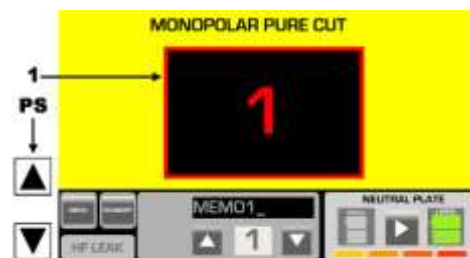 MONOPOLAR PURE CUT
1
1
PS
MEMO1_
1
HF LEAK
NEUTRAL PLATE